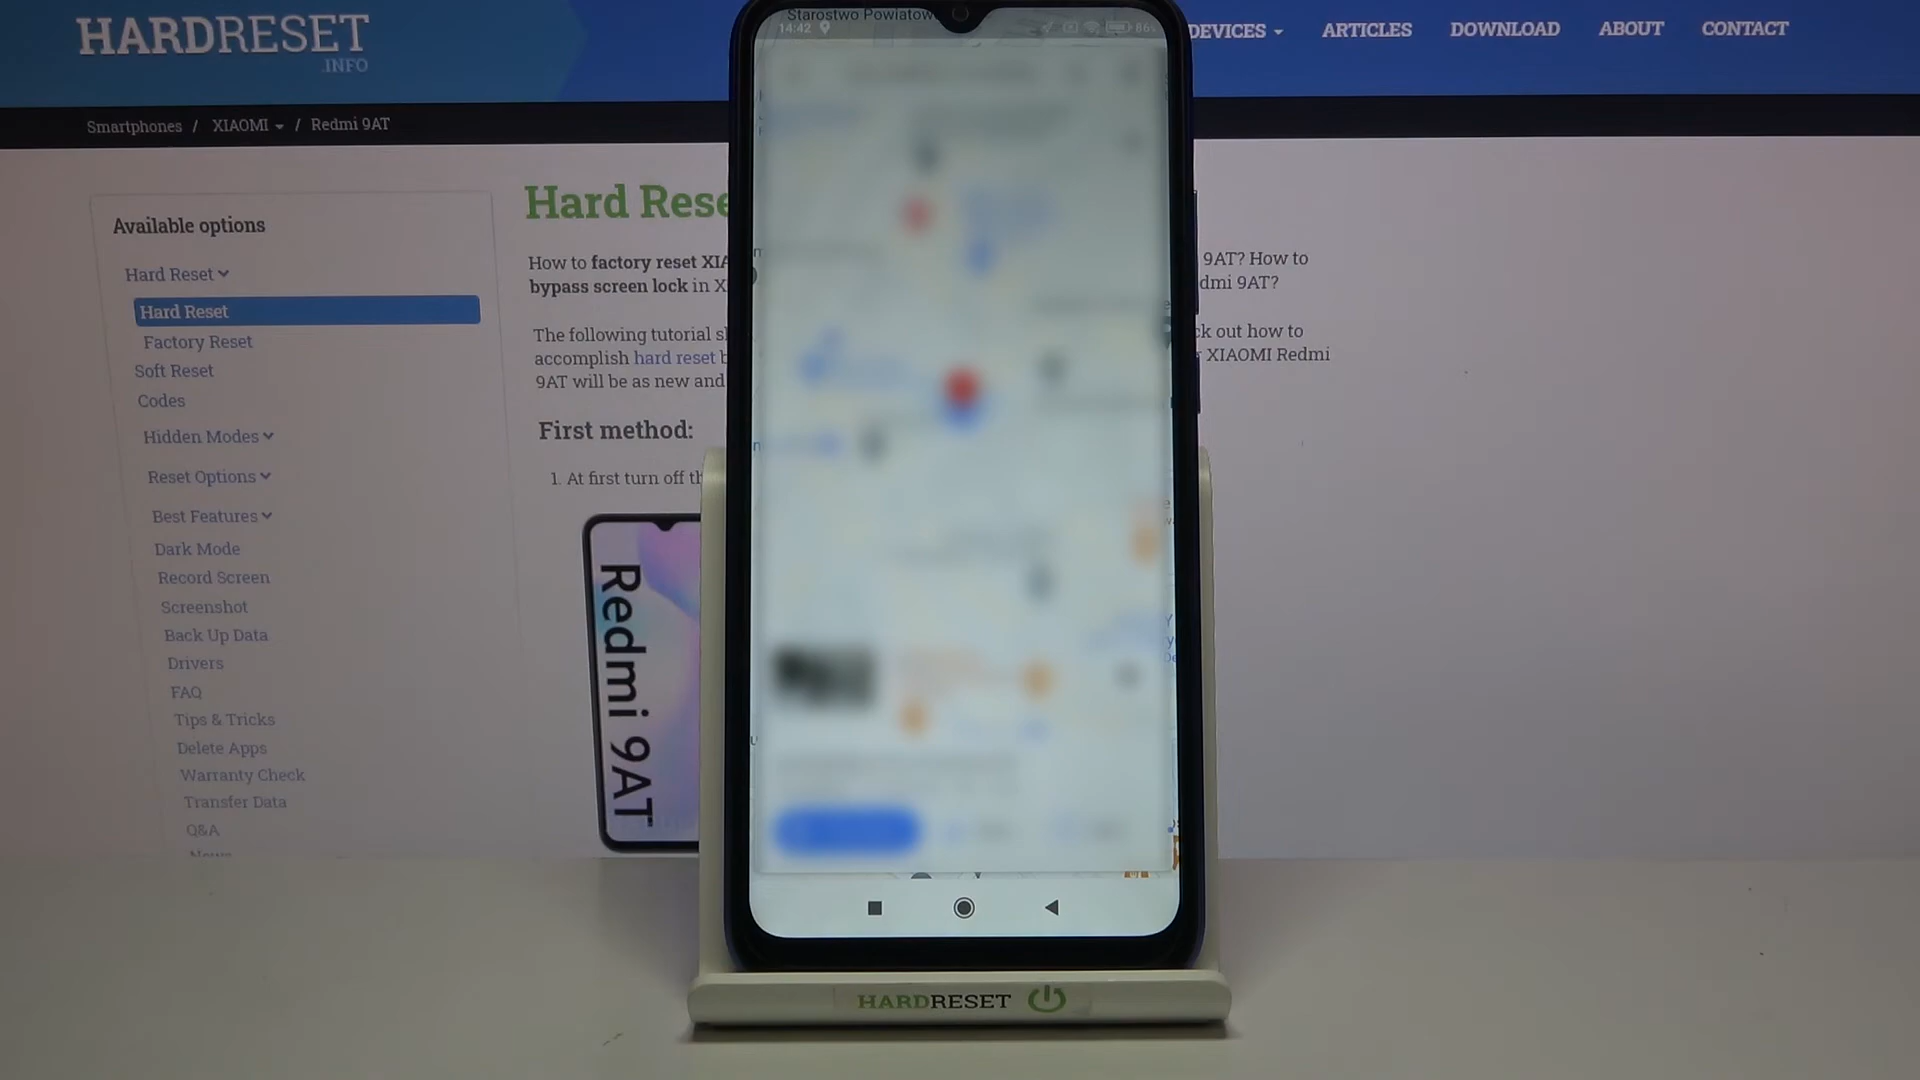 HARDRESET
.INFO
DEVICES
ARTICLES
DOWNLOAD
ABOUT
CONTACT
Smartphones / XIAOMI / Redmi 9AT
Available options
Hard Reset
Hard Reset
Factory Reset
Soft Reset
Codes
Hidden Modes
Reset Options
Best Features
Dark Mode
Record Screen
Screenshot
Back Up Data
Drivers
FAQ
Tips & Tricks
Delete Apps
Warranty Check
Transfer Data
Q&A
News
Hard Rese
How to factory reset XIA
9AT? How to
bypass screen lock in X
dmi 9AT?
The following tutorial s
ck out how to
accomplish hard reset b
XIAOMI Redmi
9AT will be as new and
First method:
1. At first turn off th
Redmi 9AT
Starostwo Powiatow
14:42
86
HARDRESET